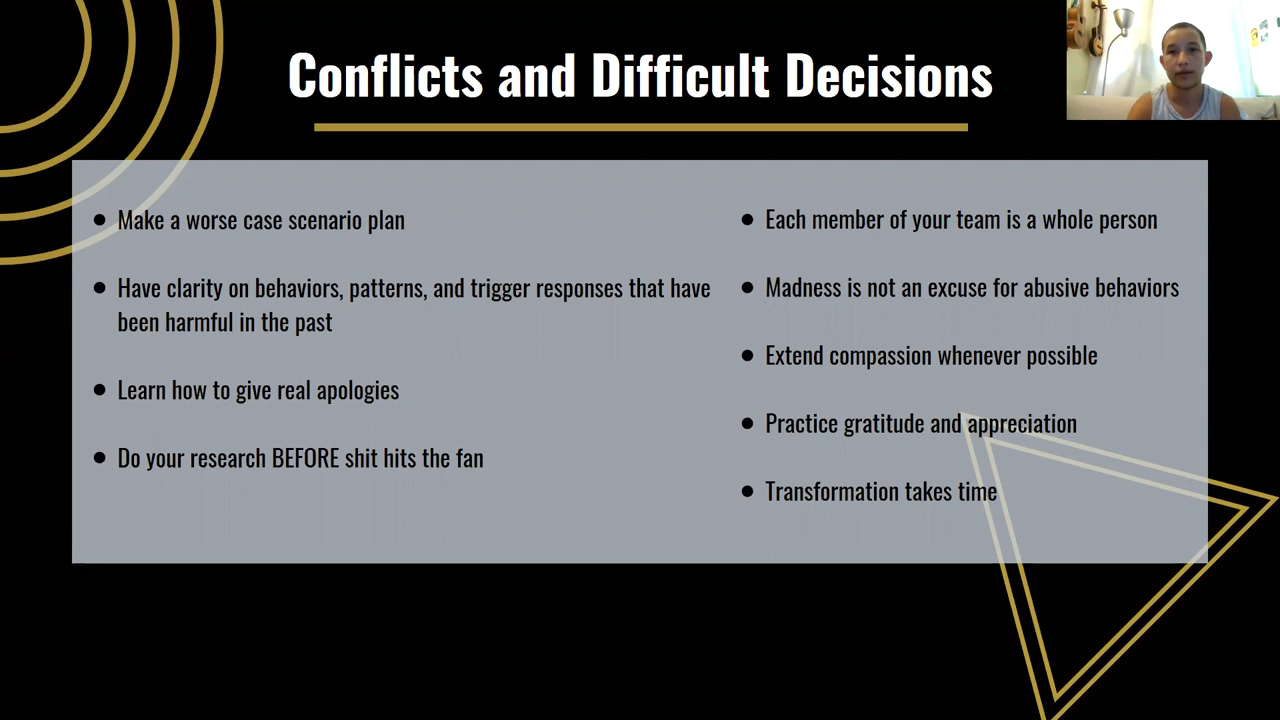 Conflicts and Difficult Decisions
● Make a worse case scenario plan
● Have clarity on behaviors, patterns, and trigger responses that have
been harmful in the past
● Learn how to give real apologies
● Do your research BEFORE shit hits the fan
● Each member of your team is a whole person
● Madness is not an excuse for abusive behaviors
● Extend compassion whenever possible
● Practice gratitude and appreciation
● Transformation takes time